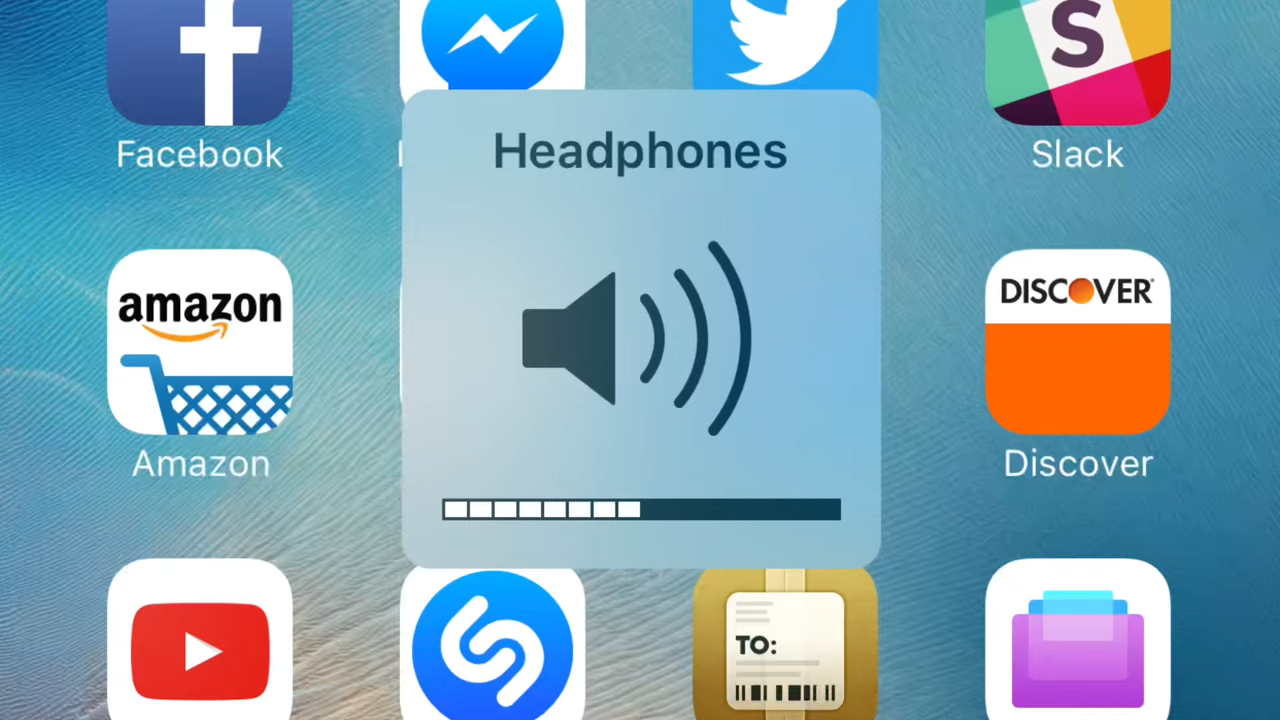 Facebook
Headphones
S
Slack
amazon
DISCOVER
Amazon
Discover
TO: